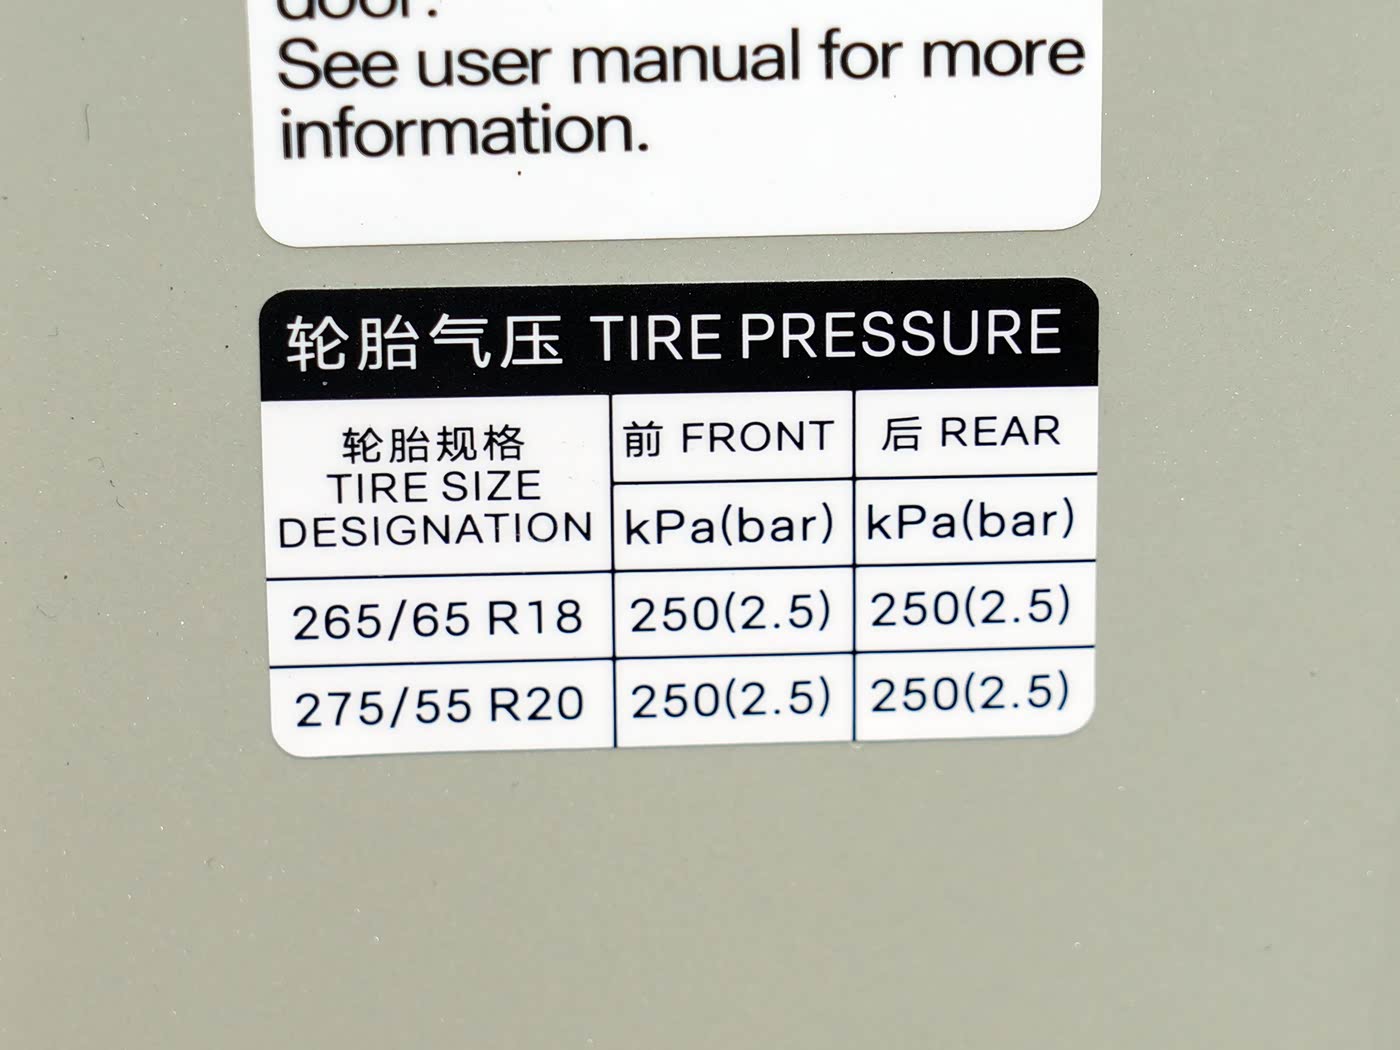 door.
See user manual for more
information.
轮胎气压 TIRE PRESSURE
轮胎规格
TIRE SIZE
DESIGNATION
前 FRONT
后 REAR
kPa(bar)
kPa(bar)
265/65 R18
250(2.5)
250(2.5)
275/55 R20
250(2.5)
250(2.5)